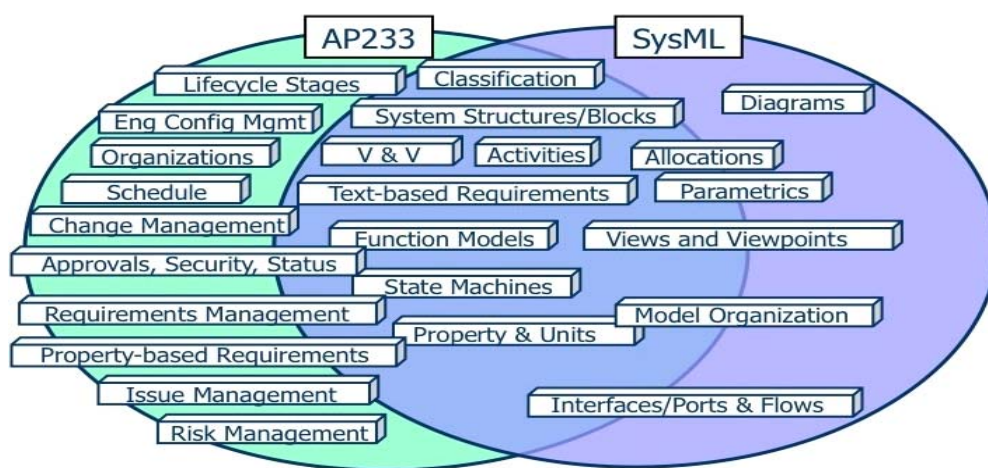 AP233
SysML
Lifecycle Stages
Classification
Diagrams
Eng Config Mgmt
System Structures/Blocks
Organizations
V & V
Activities
Allocations
Schedule
Text-based Requirements
Parametrics
Change Management
Function Models
Views and Viewpoints
Approvals, Security, Status
State Machines
Requirements Management
Model Organization
Property & Units
Property-based Requirements
Issue Management
Interfaces/Ports & Flows
Risk Management